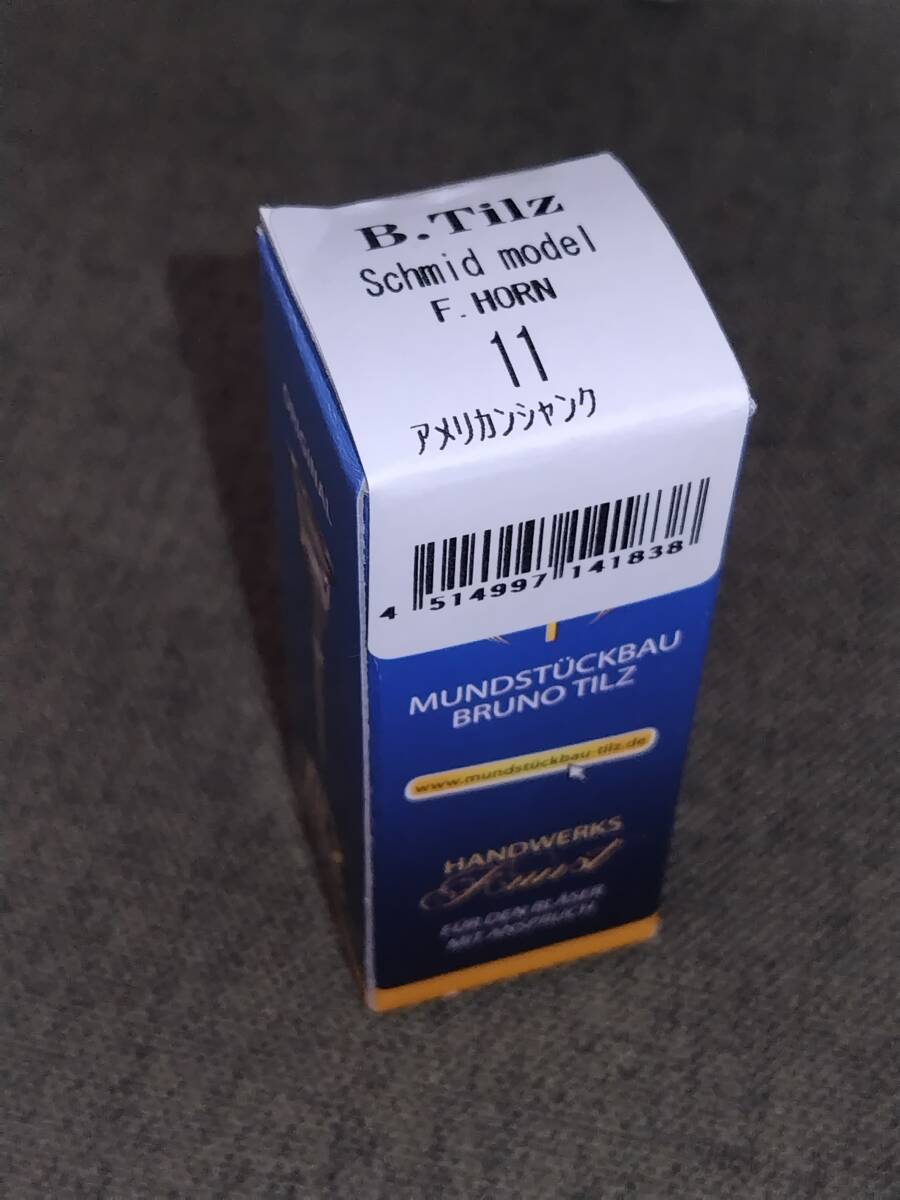 B.Tilz
Schmid model
F.HORN
11
アメリカンシャンク
4 514997 141838
MUNDSTÜCKBAU
BRUNO TILZ
www.mundstückbau-tilz.de
HANDWERKS
Kunst
FÜR DEN BLÄSER
MIT ANSPRUCH